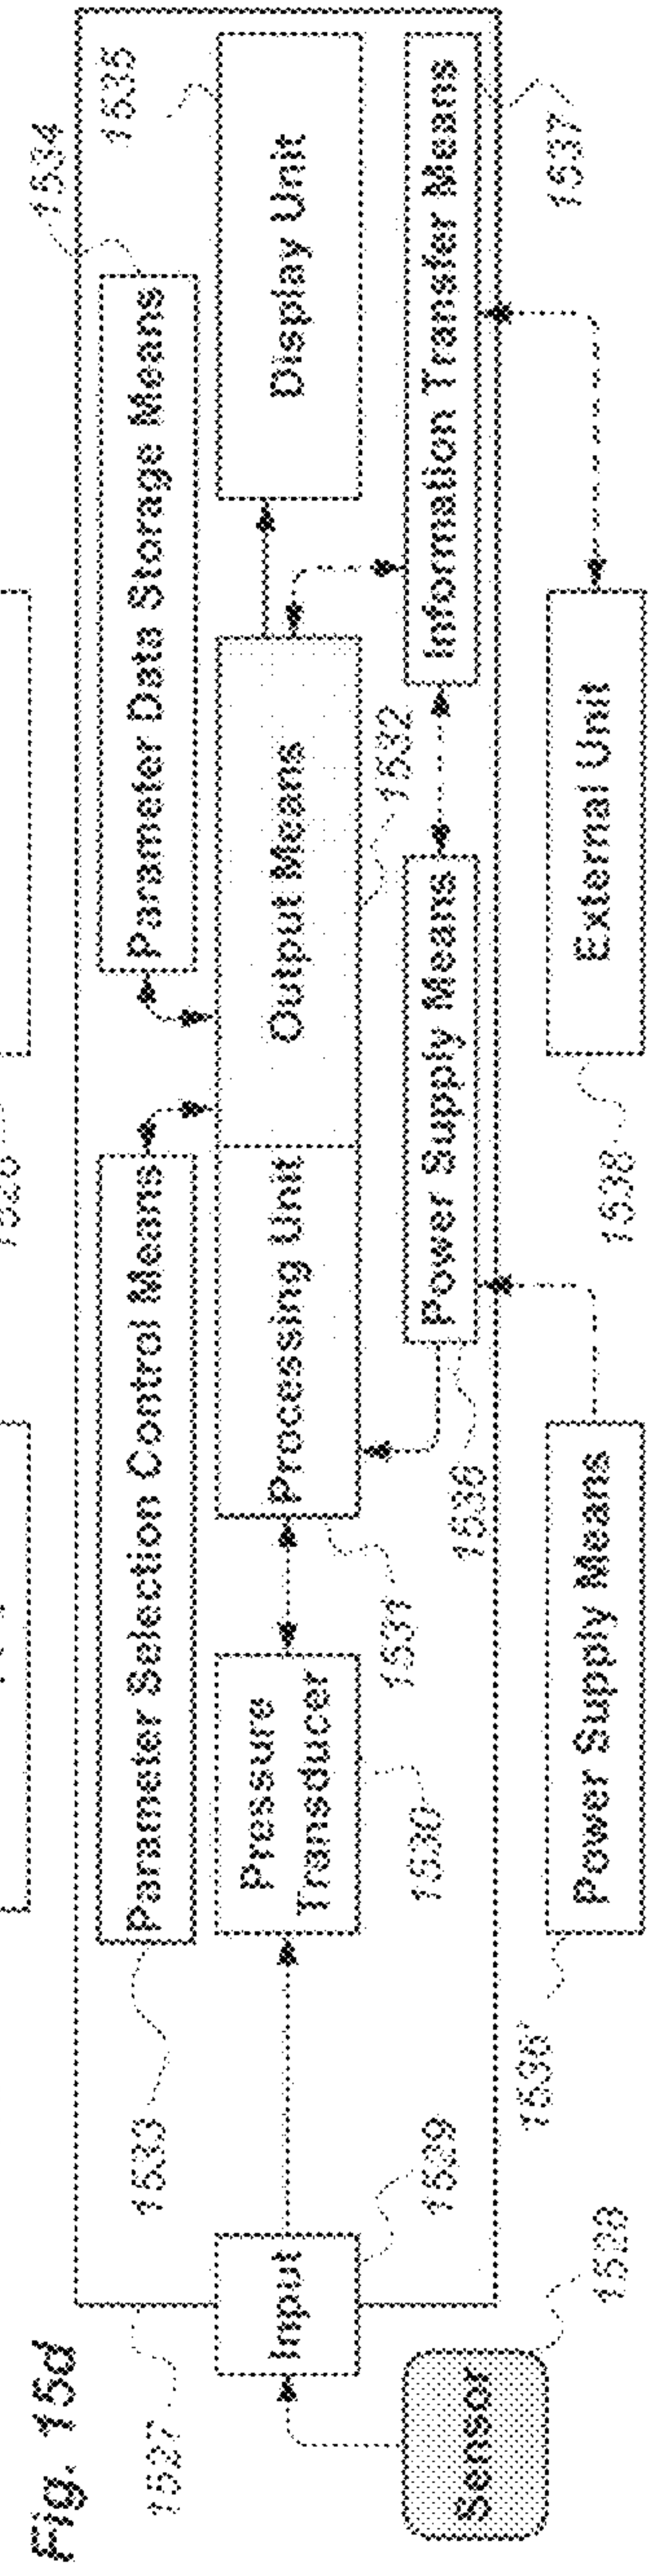 Fig. 15d
1534
1535
Parameter Selection Control Means
Parameter Data Storage Means
1533
1527
Input
Pressure
Transducer
Processing Unit
Output Means
Display Unit
1529
1530
1531
1532
1537
Sensor
1528
1536
Power Supply Means
Information Transfer Means
1536'
Power Supply Means
External Unit
1538